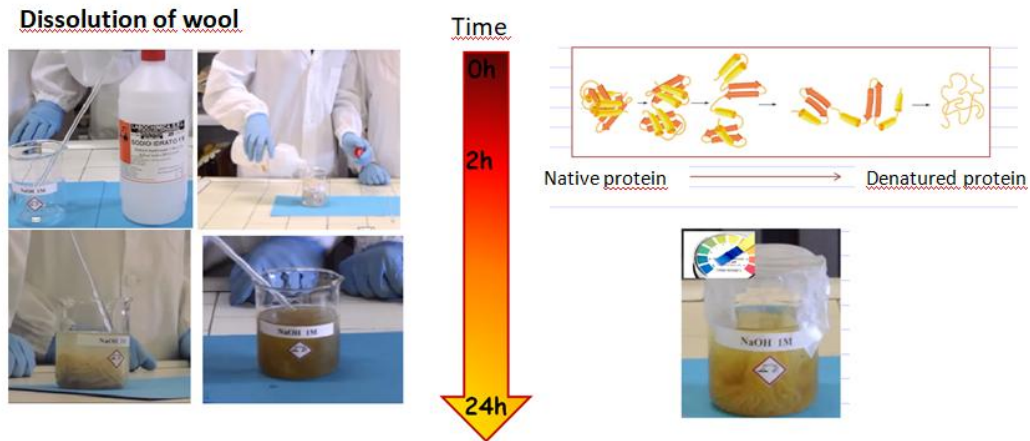 Dissolution of wool
Time
0h
2h
24h
SODIO IDRATO
NaOH 1M
NaOH 1M
NaOH 1M
Native protein
Denatured protein
NaOH 1M